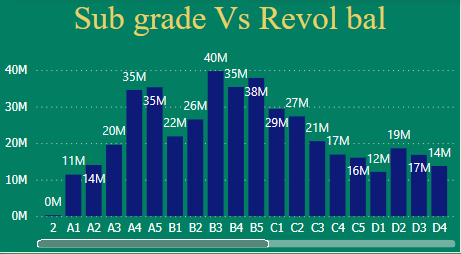 Sub grade Vs Revol bal
40M
30M
20M
10M
0M
0M 11M 14M 20M 35M 35M 22M 26M 40M 35M 38M 29M 27M 21M 17M 16M 12M 19M 17M 14M
2 A1 A2 A3 A4 A5 B1 B2 B3 B4 B5 C1 C2 C3 C4 C5 D1 D2 D3 D4